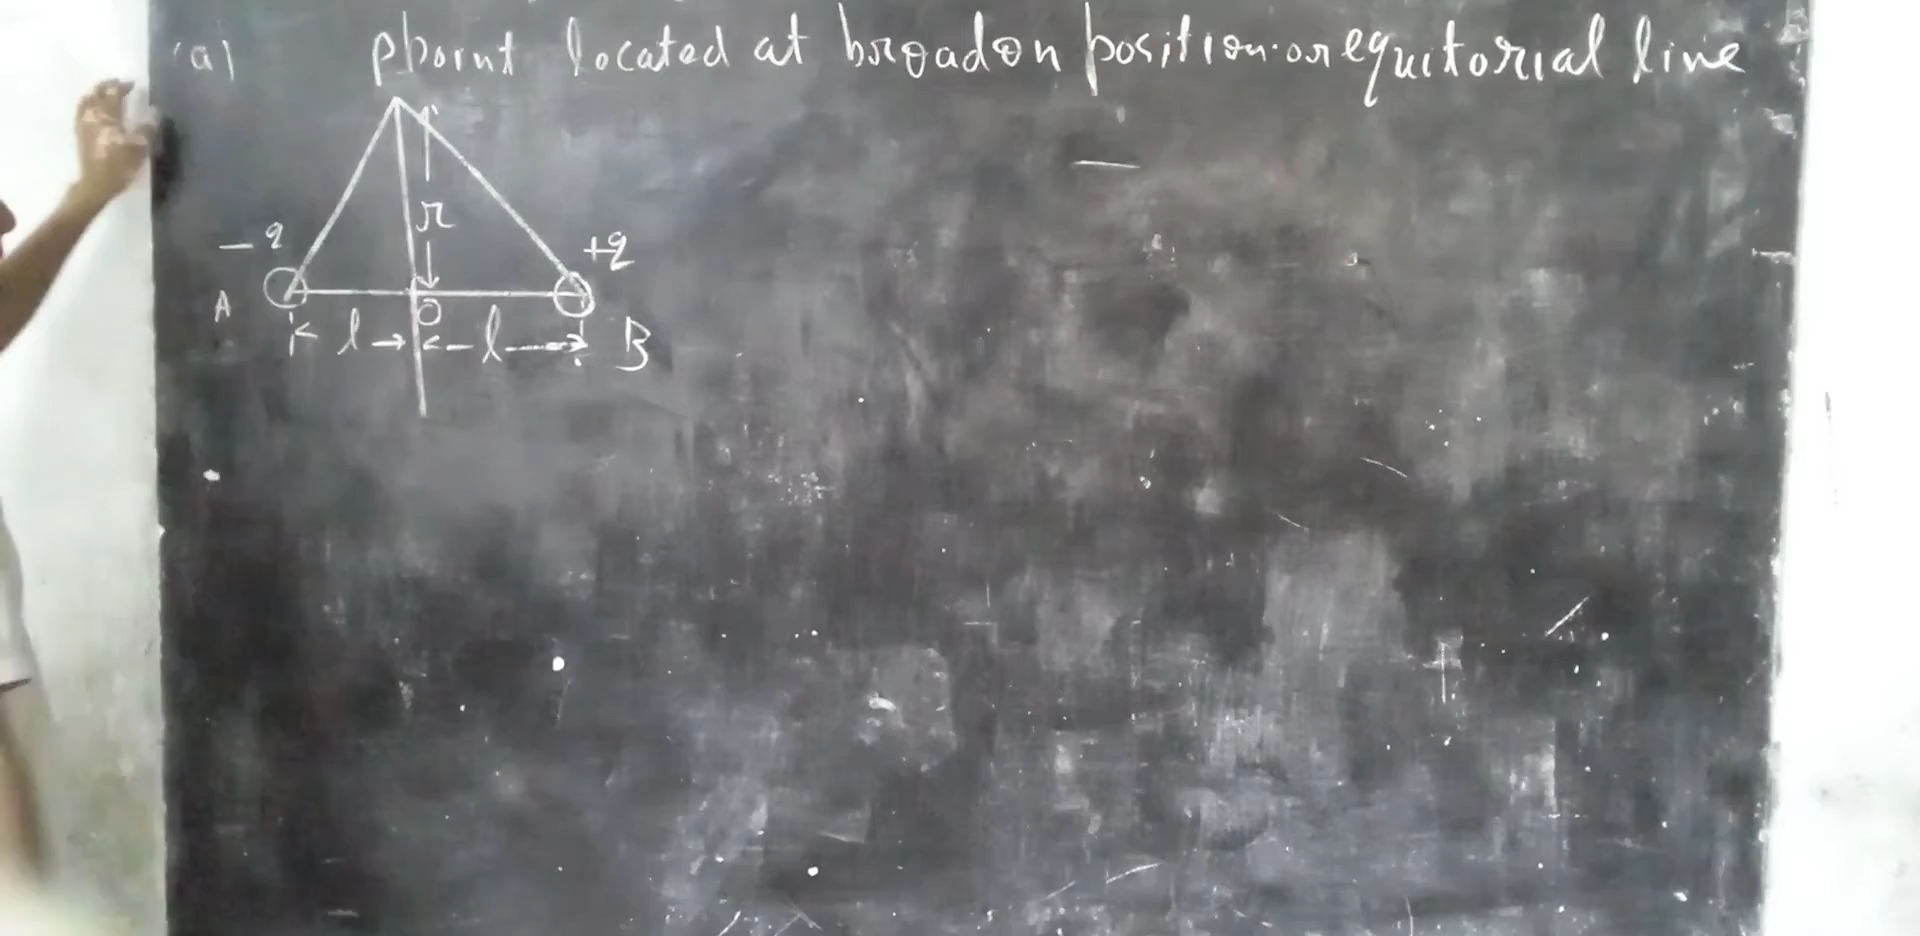 (a) p point located at broadon position or equitorial line
r
-q +q
A O B
l l